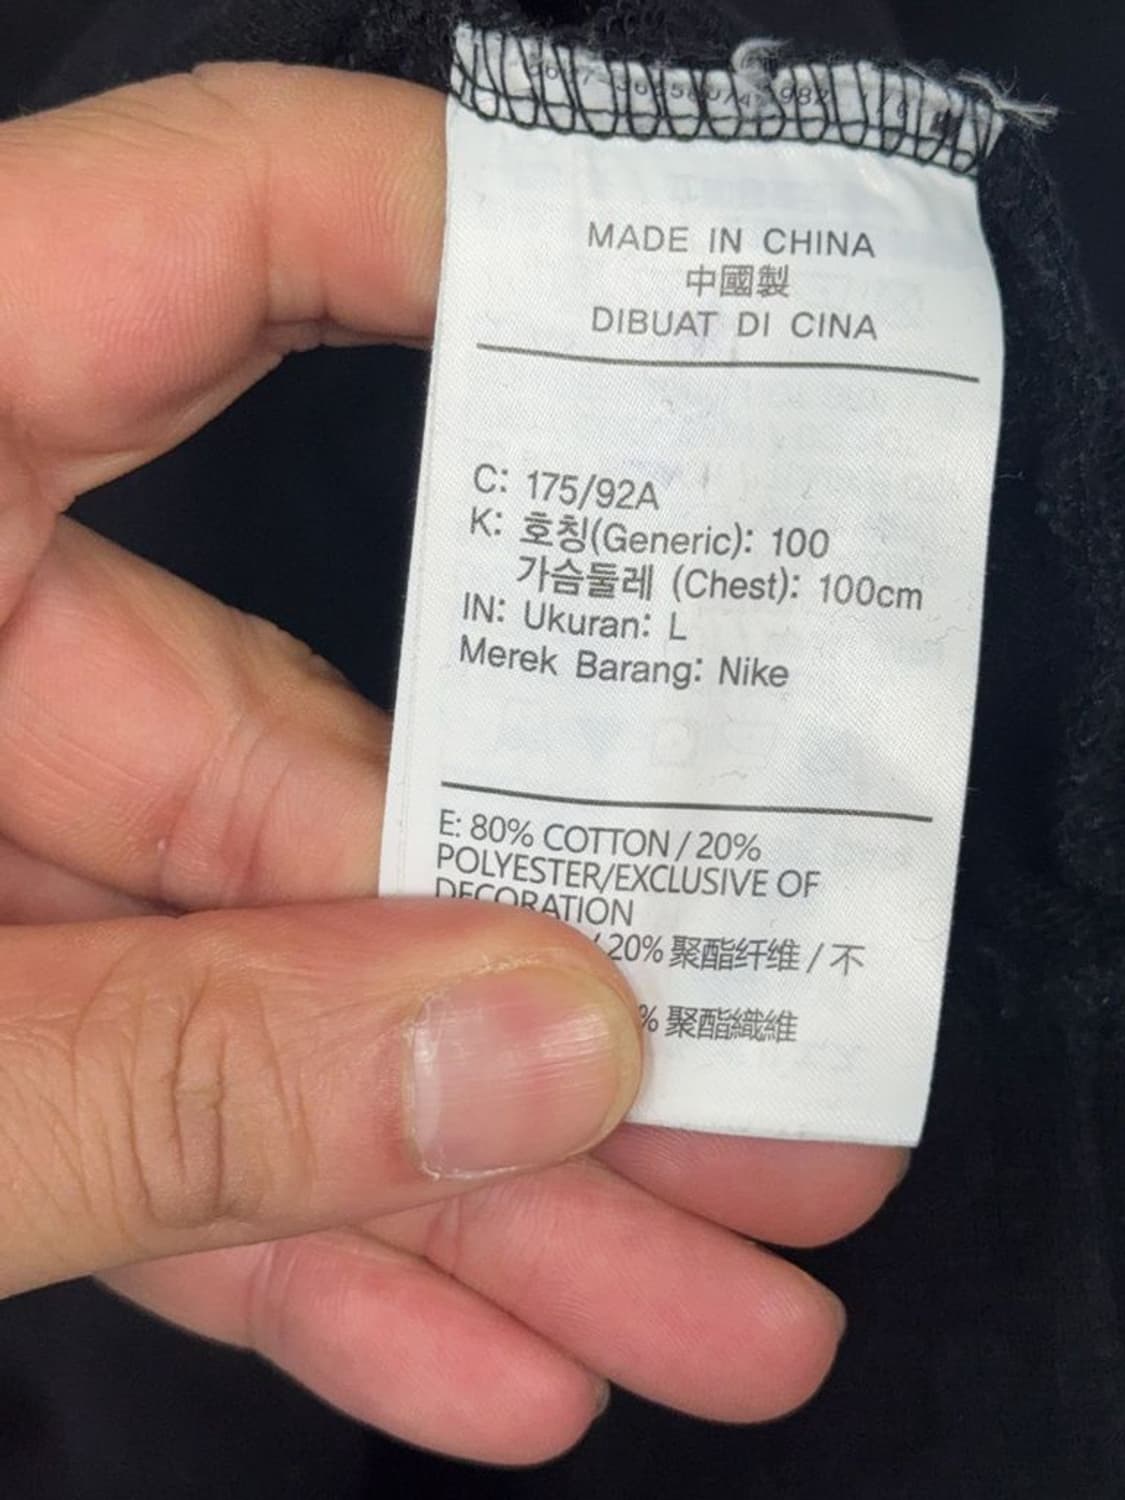 MADE IN CHINA
中國製
DIBUAT DI CINA
C: 175/92A
K: 호칭(Generic): 100
가슴둘레 (Chest): 100cm
IN: Ukuran: L
Merek Barang: Nike
E: 80% COTTON / 20%
POLYESTER/EXCLUSIVE OF
DECORATION
/ 20% 聚酯纤维 / 不
% 聚酯纖維